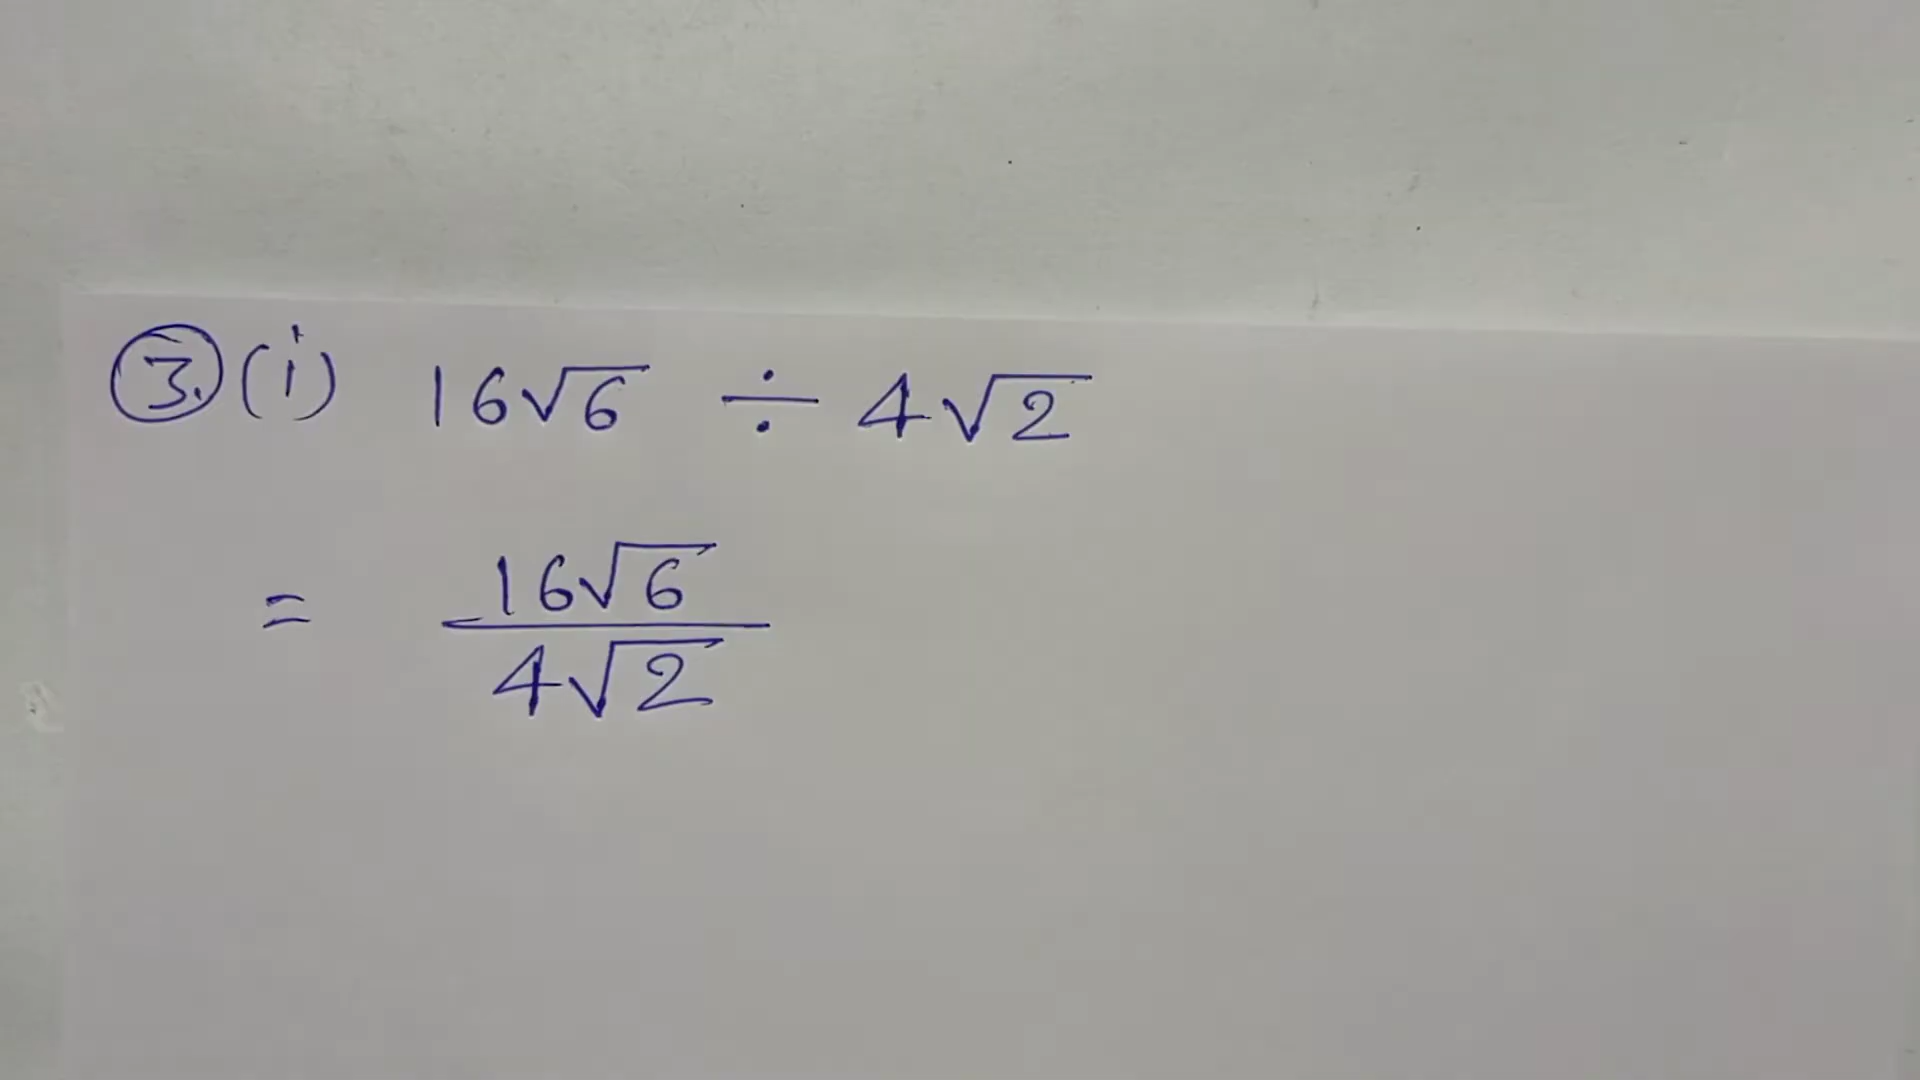 3. (i) 16√6 ÷ 4√2
= 16√6 / 4√2